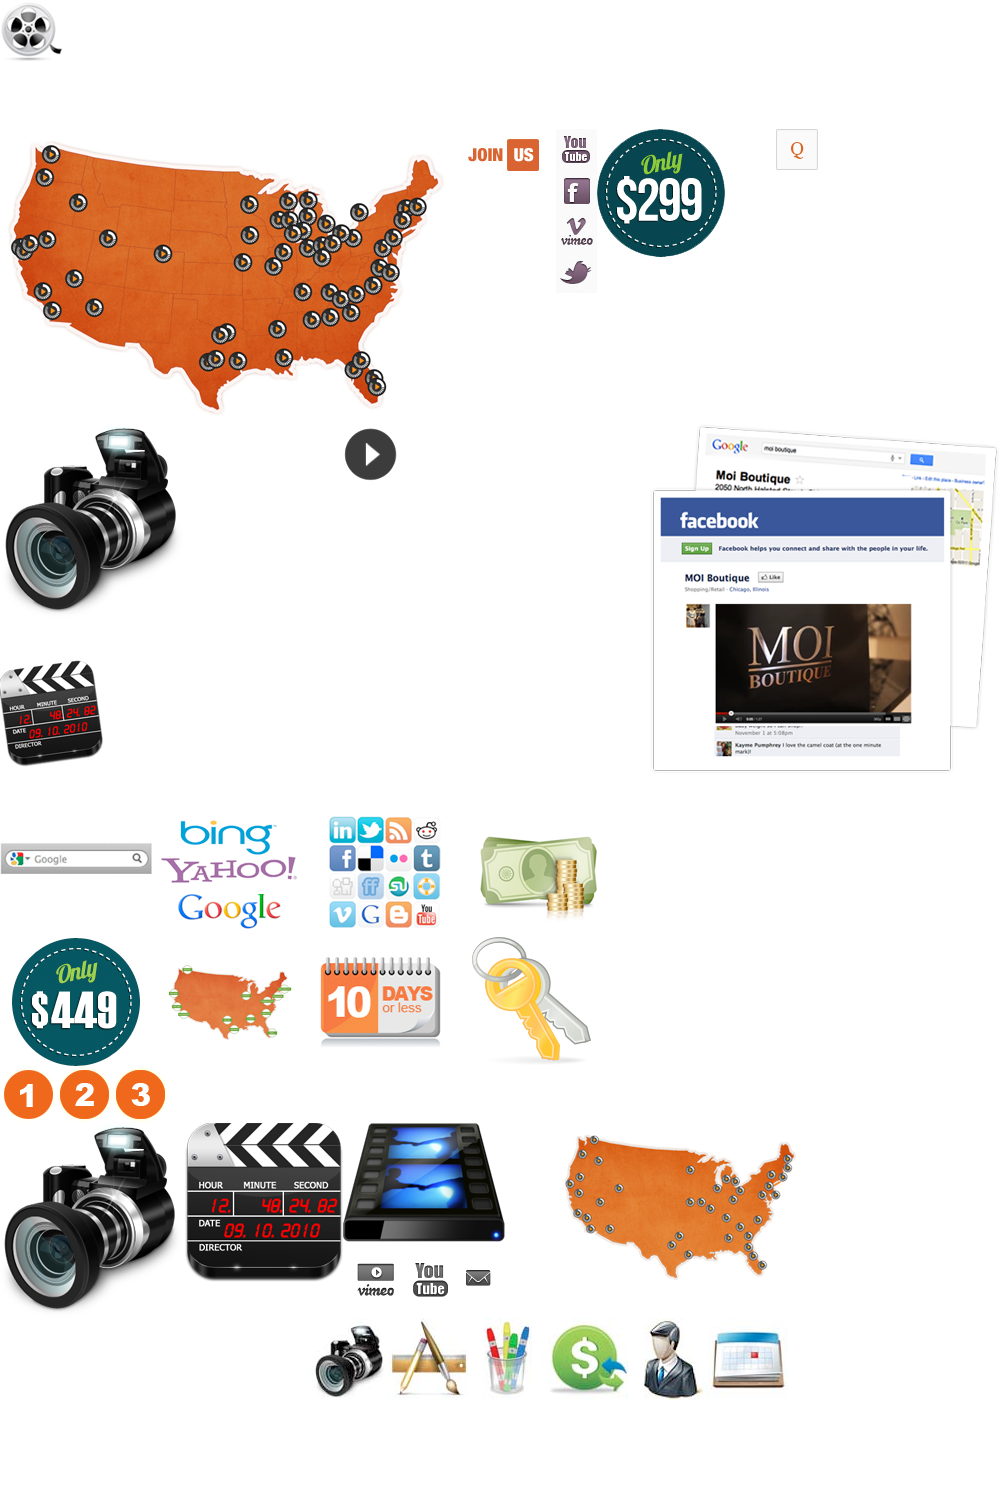 JOIN US
You
Tube
f
vimeo
Only
$299
Q
Google
moi boutique
Moi Boutique
facebook
Sign Up
Facebook helps you connect and share with the people in your life.
MOI Boutique
Like
Shopping/Retail · Chicago, Illinois
MOI
BOUTIQUE
November 1 at 5:08pm
Kayme Pumphrey I love the camel coat (at the one minute
mark)!
HOUR MINUTE SECOND
12. 48. 24. 82
DATE 09. 10. 2010
DIRECTOR
Google
bing
YAHOO!
Google
in
f
t
ff
v
G
You
Tube
Only
$449
10 DAYS
or less
1 2 3
HOUR MINUTE SECOND
12. 48. 24. 82
DATE 09. 10. 2010
DIRECTOR
vimeo
You
Tube
$